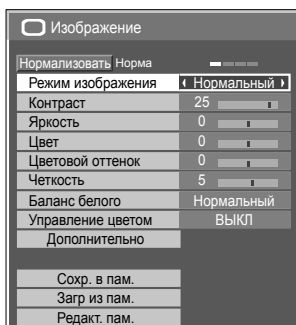 Изображение
Нормализовать Норма
Режим изображения Нормальный
Контраст 25
Яркость 0
Цвет 0
Цветовой оттенок 0
Четкость 5
Баланс белого Нормальный
Управление цветом ВЫКЛ
Дополнительно
Сохр. в пам.
Загр из пам.
Редакт. пам.